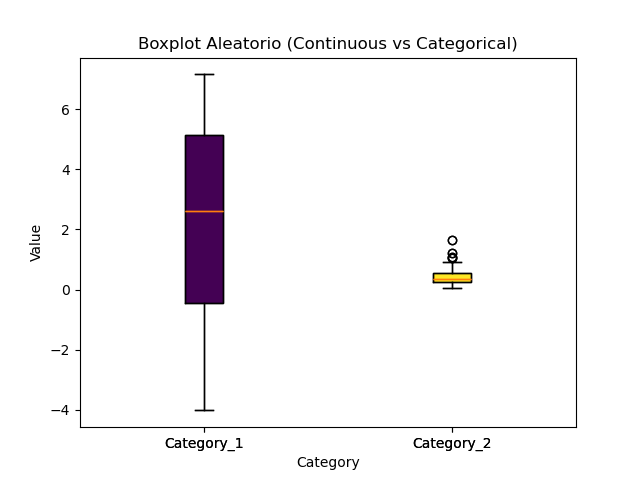 Boxplot Aleatorio (Continuous vs Categorical)
Value
6
4
2
0
−2
−4
Category_1
Category_2
Category